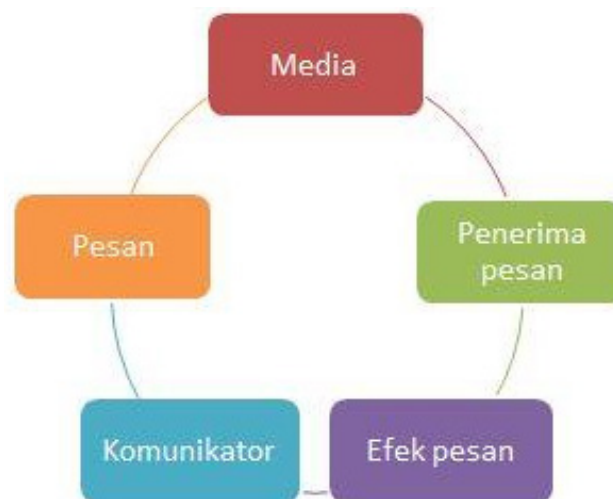 Media
Pesan
Penerima
pesan
Komunikator
Efek pesan